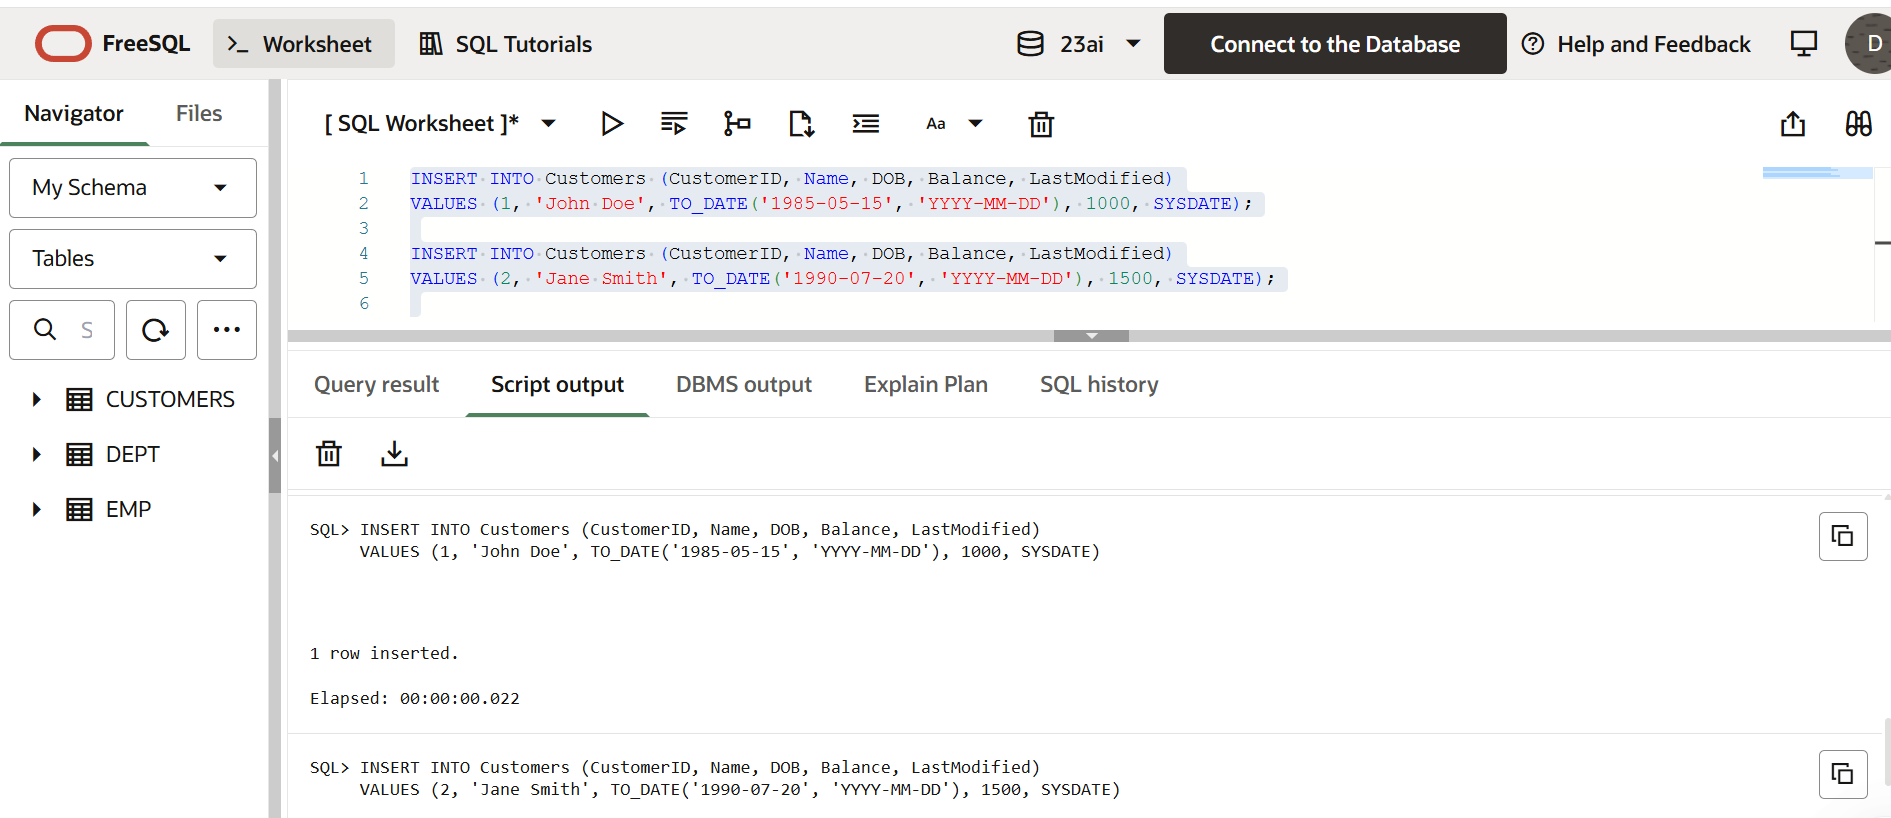 FreeSQL
>_ Worksheet
SQL Tutorials
23ai
Connect to the Database
Help and Feedback
D
Navigator
Files
My Schema
Tables
S
CUSTOMERS
DEPT
EMP
[ SQL Worksheet ]*
Aa
1 INSERT INTO Customers (CustomerID, Name, DOB, Balance, LastModified)
2 VALUES (1, 'John Doe', TO_DATE('1985-05-15', 'YYYY-MM-DD'), 1000, SYSDATE);
3
4 INSERT INTO Customers (CustomerID, Name, DOB, Balance, LastModified)
5 VALUES (2, 'Jane Smith', TO_DATE('1990-07-20', 'YYYY-MM-DD'), 1500, SYSDATE);
6
Query result
Script output
DBMS output
Explain Plan
SQL history
SQL> INSERT INTO Customers (CustomerID, Name, DOB, Balance, LastModified)
VALUES (1, 'John Doe', TO_DATE('1985-05-15', 'YYYY-MM-DD'), 1000, SYSDATE)
1 row inserted.
Elapsed: 00:00:00.022
SQL> INSERT INTO Customers (CustomerID, Name, DOB, Balance, LastModified)
VALUES (2, 'Jane Smith', TO_DATE('1990-07-20', 'YYYY-MM-DD'), 1500, SYSDATE)